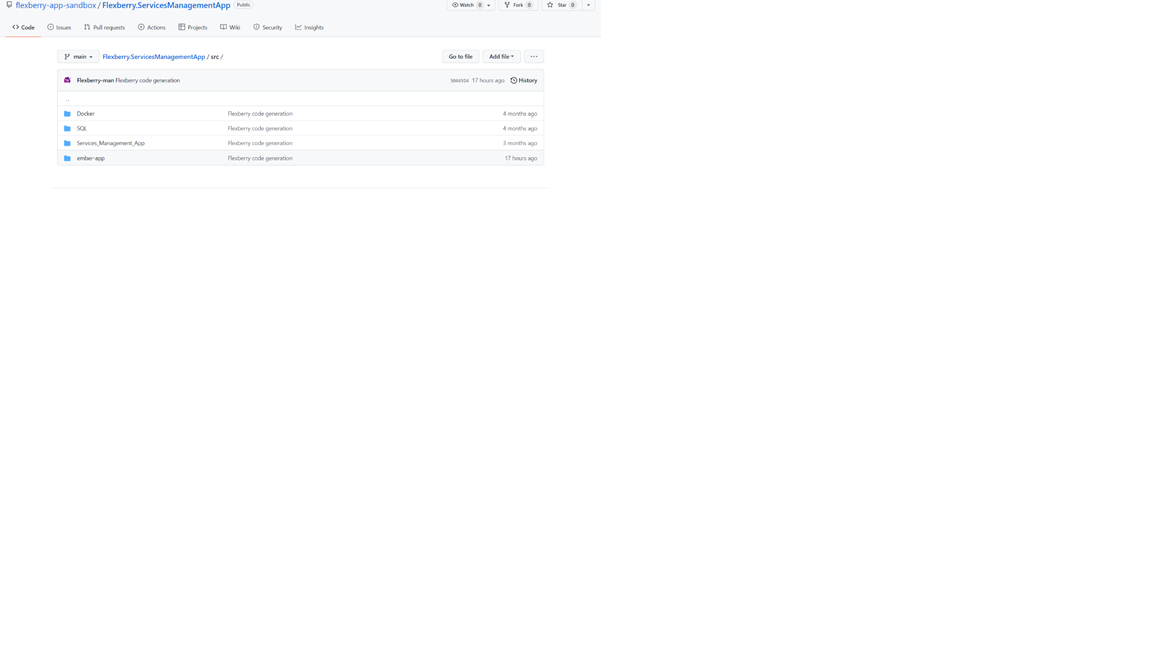 flexberry-app-sandbox / Flexberry.ServicesManagementApp Public Watch 0 Fork 0 Star 0
Code Issues Pull requests Actions Projects Wiki Security Insights
main Flexberry.ServicesManagementApp / src / Go to file Add file ...
Flexberry-man Flexberry code generation 17 hours ago History
..
Docker Flexberry code generation 4 months ago
SQL Flexberry code generation 4 months ago
Services_Management_App Flexberry code generation 3 months ago
ember-app Flexberry code generation 17 hours ago